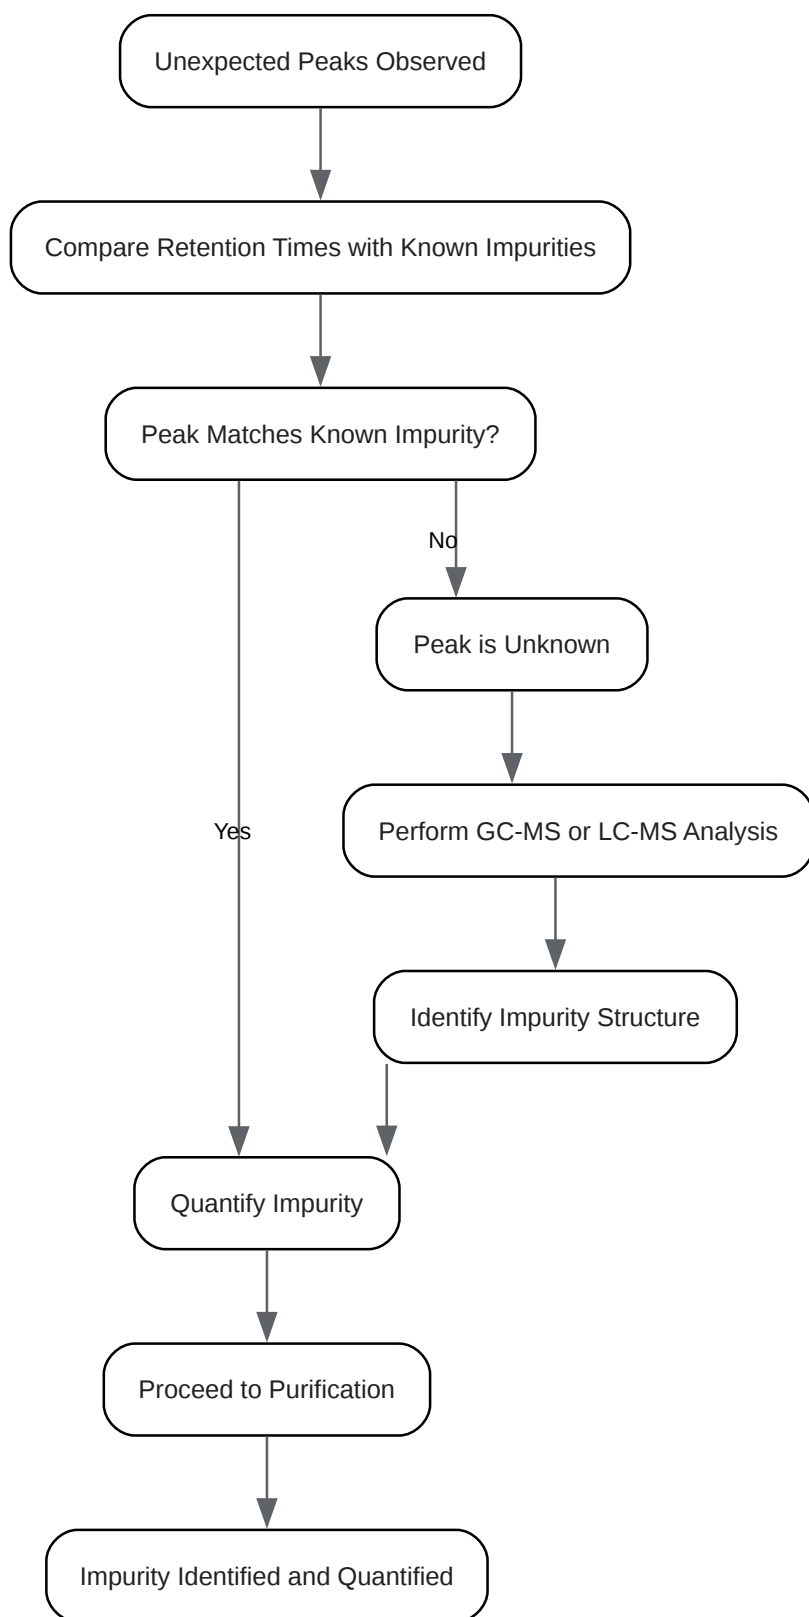 Unexpected Peaks Observed
Compare Retention Times with Known Impurities
Peak Matches Known Impurity?
No
Peak is Unknown
Yes
Perform GC-MS or LC-MS Analysis
Identify Impurity Structure
Quantify Impurity
Proceed to Purification
Impurity Identified and Quantified